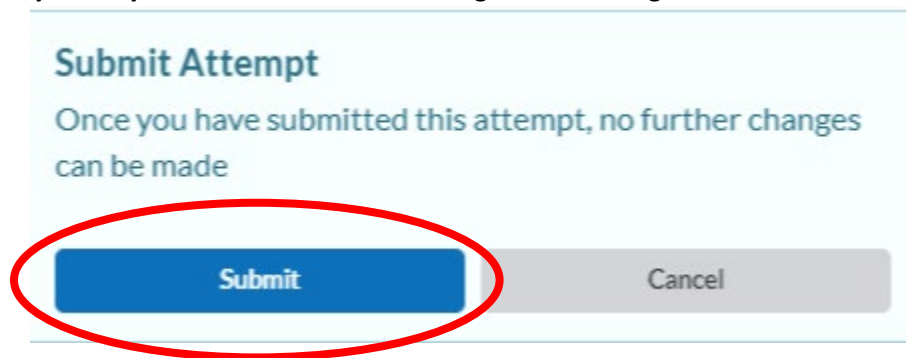 Submit Attempt
Once you have submitted this attempt, no further changes
can be made
Submit
Cancel